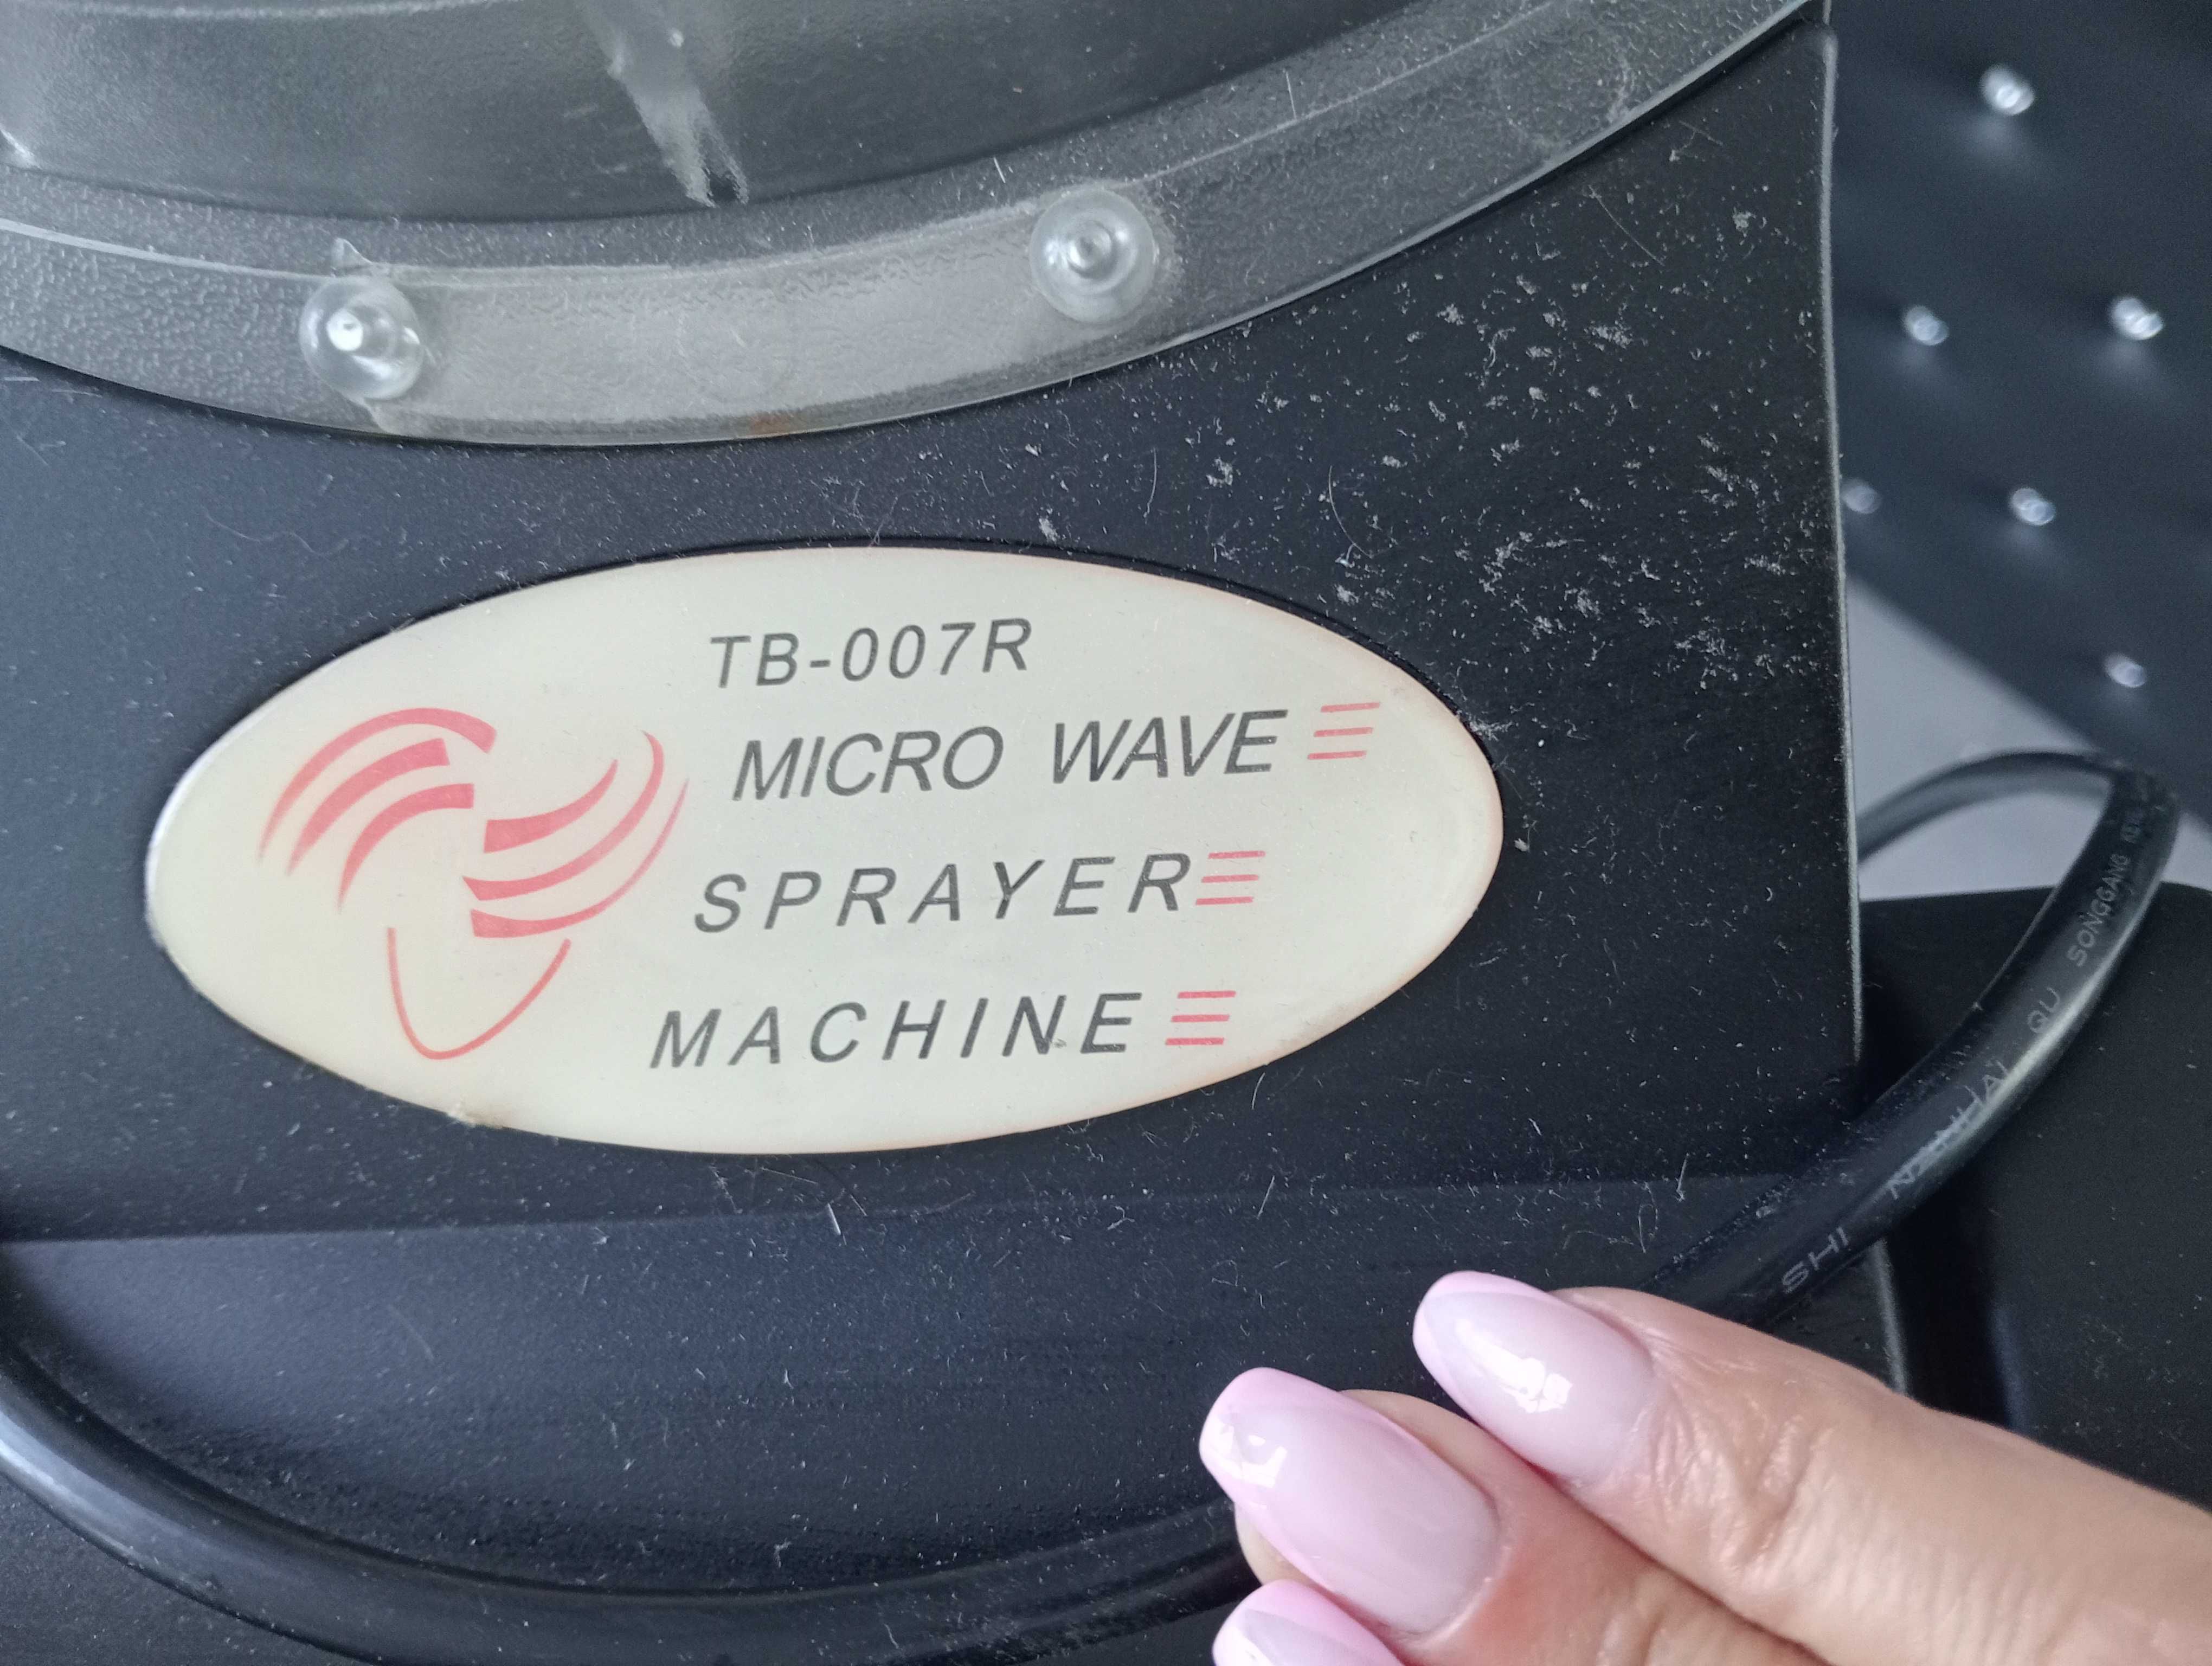 TB-007R
MICRO WAVE
SPRAYER
MACHINE
SHI NANHAI QU SONGGANG